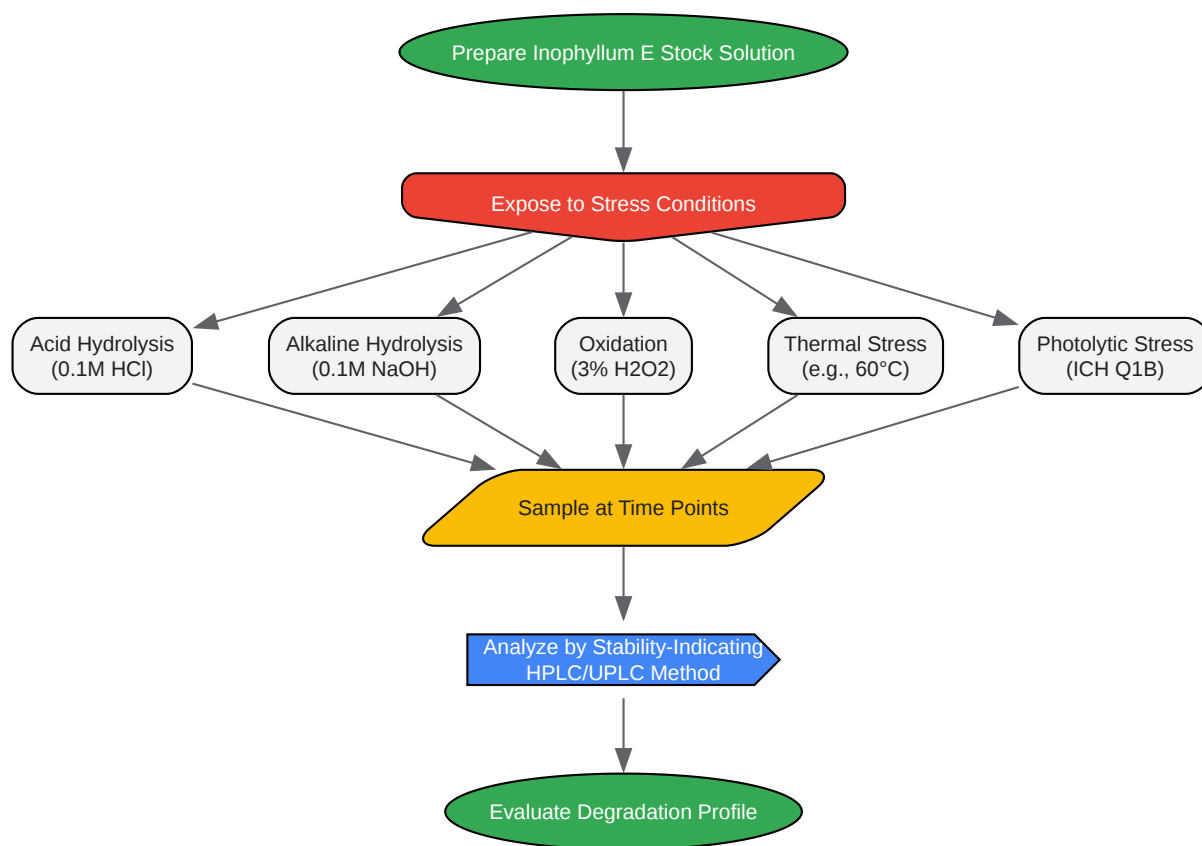 Prepare Inophyllum E Stock Solution
Expose to Stress Conditions
Acid Hydrolysis
(0.1M HCl)
Alkaline Hydrolysis
(0.1M NaOH)
Oxidation
(3% H2O2)
Thermal Stress
(e.g., 60°C)
Photolytic Stress
(ICH Q1B)
Sample at Time Points
Analyze by Stability-Indicating
HPLC/UPLC Method
Evaluate Degradation Profile